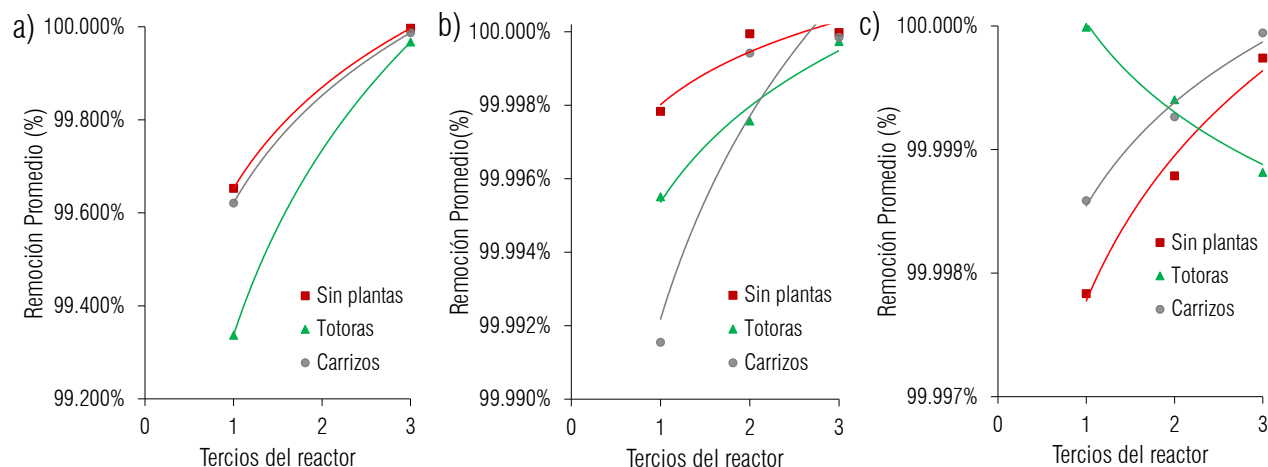 a)
Remoción Promedio (%)
100.000%
99.800%
99.600%
99.400%
99.200%
0 1 2 3
Tercios del reactor
Sin plantas
Totoras
Carrizos
b)
Remoción Promedio(%)
100.000%
99.998%
99.996%
99.994%
99.992%
99.990%
0 1 2 3
Tercios del reactor
Sin plantas
Totoras
Carrizos
c)
Remoción Promedio (%)
100.000%
99.999%
99.998%
99.997%
0 1 2 3
Tercios del reactor
Sin plantas
Totoras
Carrizos